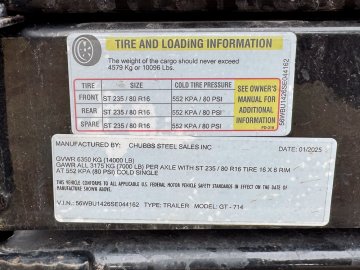 TIRE AND LOADING INFORMATION
The weight of the cargo should never exceed
4579 Kg or 10096 Lbs.
TIRE SIZE COLD TIRE PRESSURE
FRONT ST 235 / 80 R16 552 KPA / 80 PSI
REAR ST 235 / 80 R16 552 KPA / 80 PSI
SPARE ST 235 / 80 R16 552 KPA / 80 PSI
SEE OWNER'S
MANUAL FOR
ADDITIONAL
INFORMATION
56WBU1426SE044162
MANUFACTURED BY: CHUBBS STEEL SALES INC DATE: 01/2025
GVWR 6350 KG (14000 LB)
GAWR ALL 3175 KG (7000 LB) PER AXLE WITH ST 235 / 80 R16 TIRE 16 X 6 RIM
AT 552 KPA (80 PSI) COLD SINGLE
THIS VEHICLE CONFORMS TO ALL APPLICABLE U.S. FEDERAL MOTOR VEHICLE SAFETY STANDARDS IN EFFECT ON THE DATE OF
MANUFACTURE SHOWN ABOVE
V.I.N.: 56WBU1426SE044162 TYPE: TRAILER MODEL: GT - 714